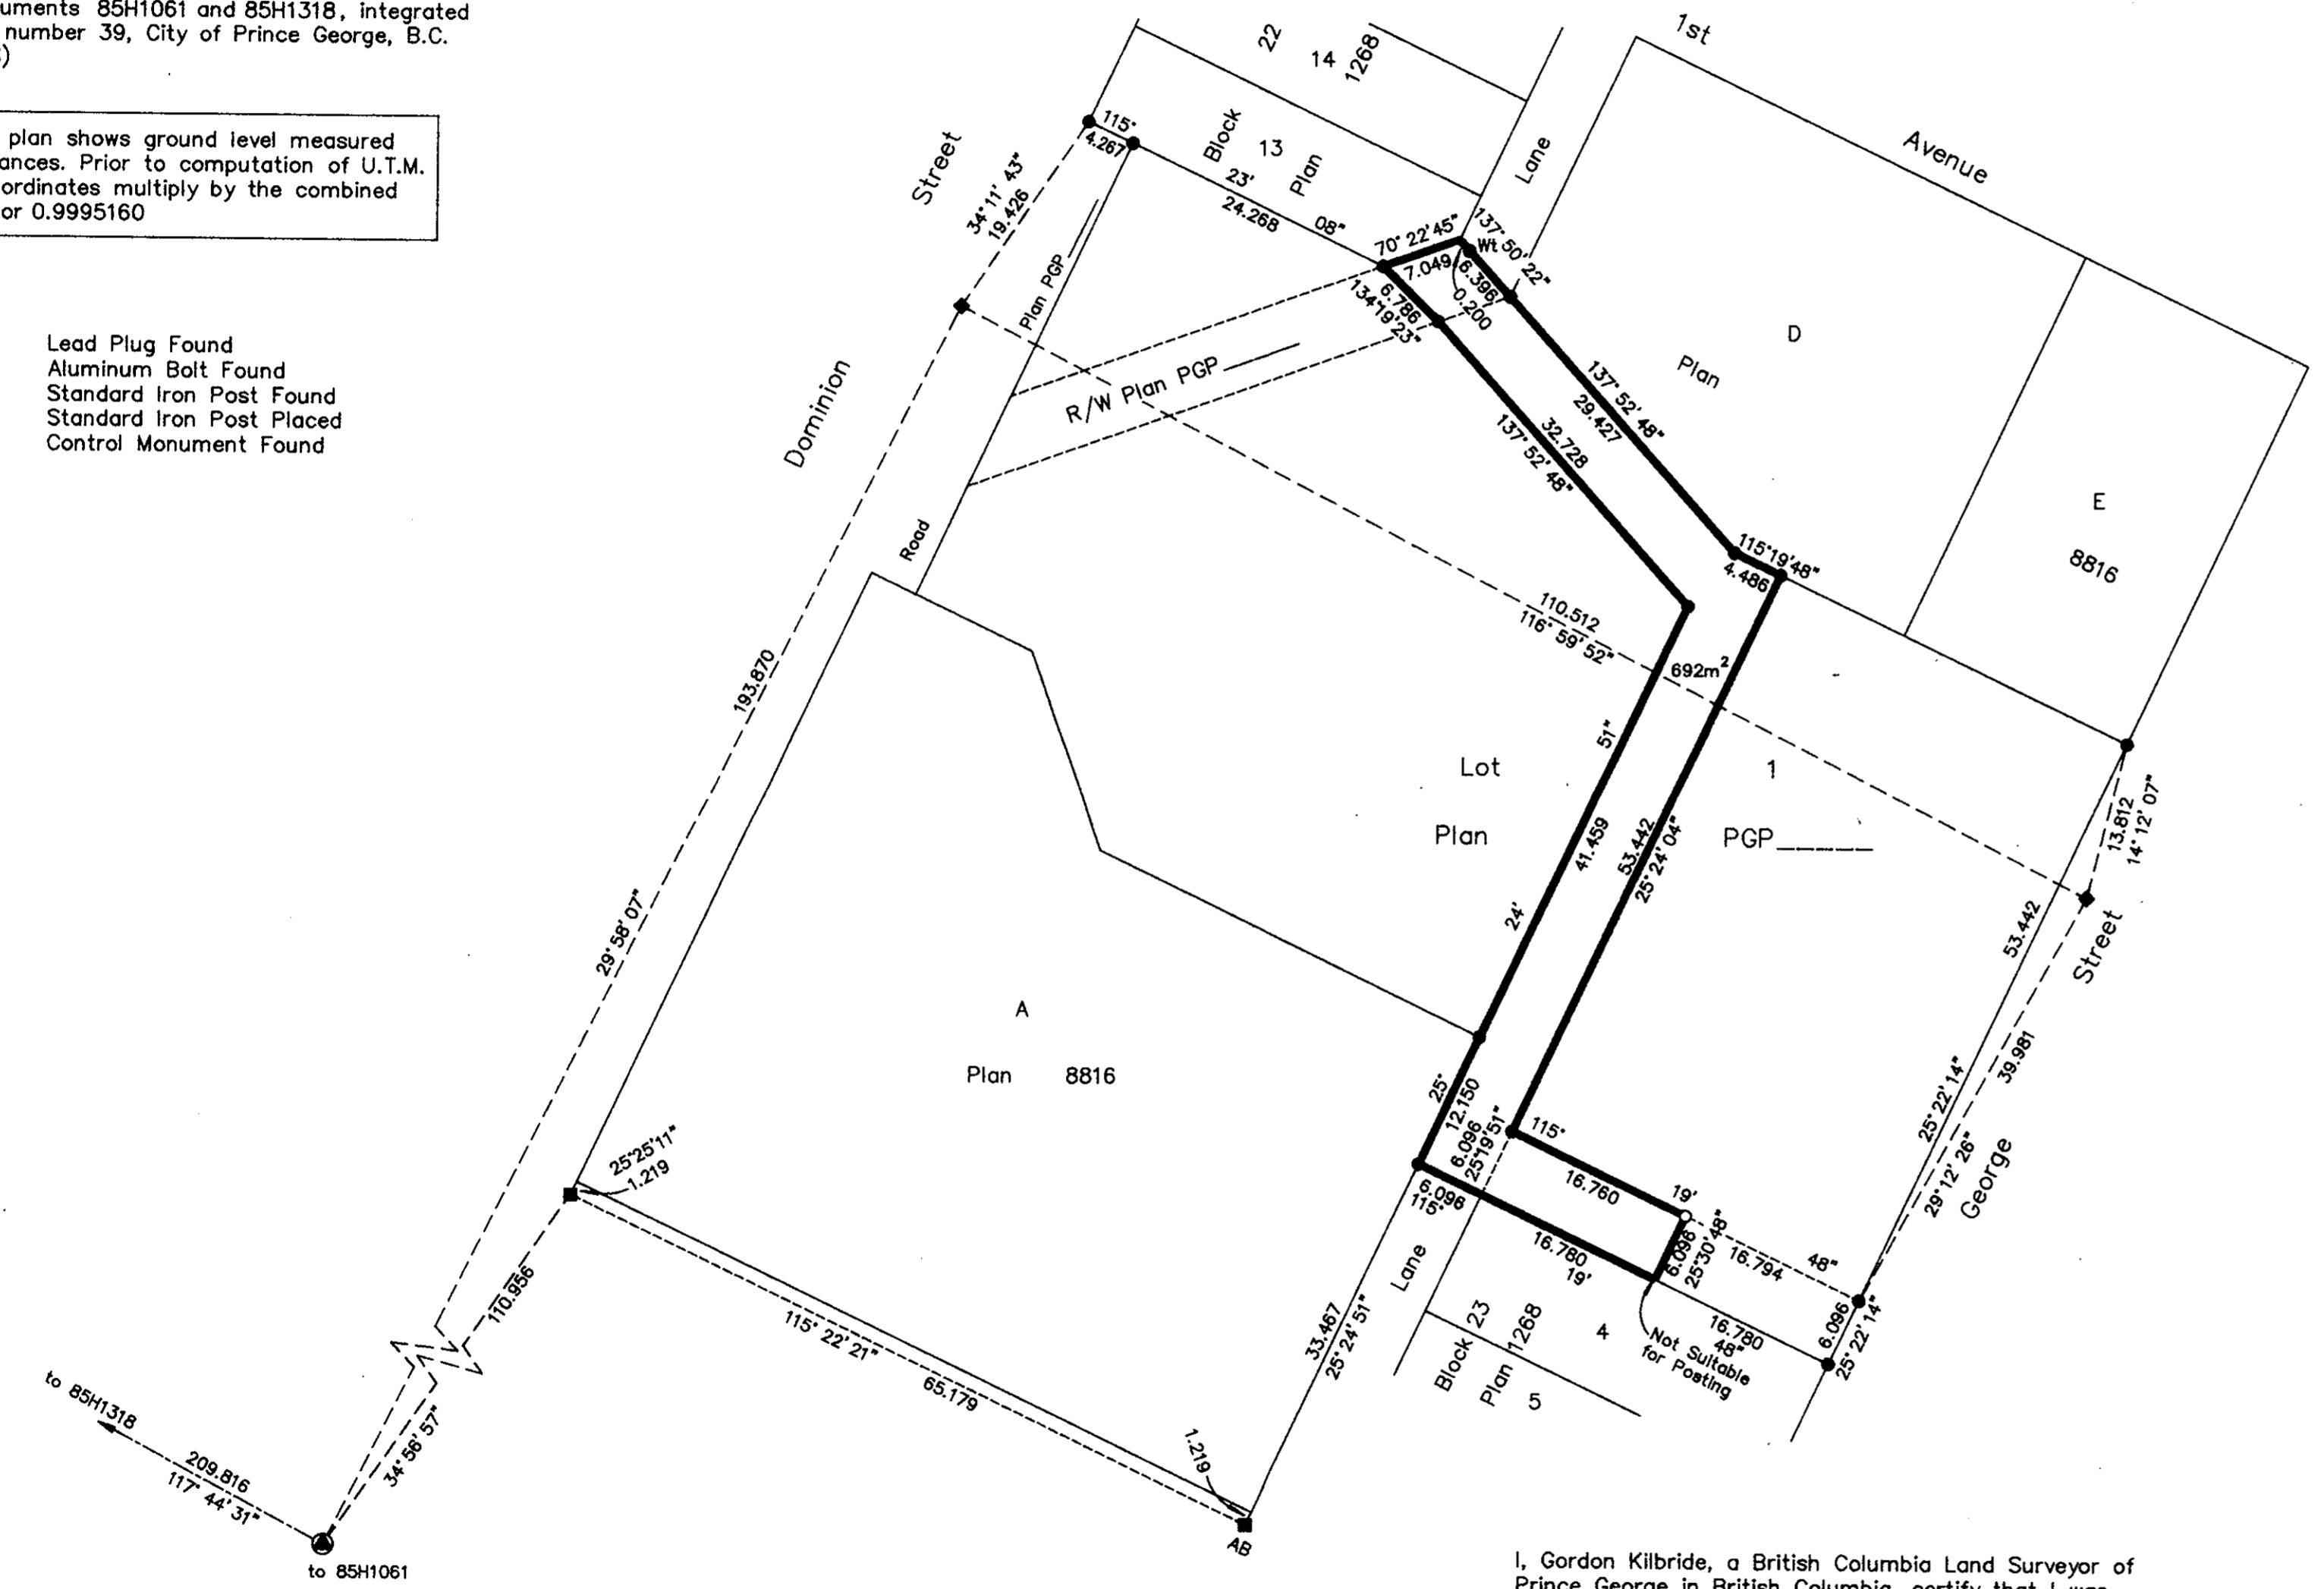 uments 85H1061 and 85H1318, integrated
number 39, City of Prince George, B.C.
)
plan shows ground level measured
ances. Prior to computation of U.T.M.
ordinates multiply by the combined
or 0.9995160
Lead Plug Found
Aluminum Bolt Found
Standard Iron Post Found
Standard Iron Post Placed
Control Monument Found
1st
Avenue
22
14
1268
Block
13
Plan
Lane
Street
Dominion
115°
4.267
34°11' 43"
19.426
23'
24.268
08"
Plan PGP
70° 22'45"
7.049
137° 50' 22"
Wt
6.396
0.200
6.786
134°19'23"
R/W Plan PGP
D
Plan
137° 52' 48"
29.427
32.728
137° 52' 48"
E
8816
115°19'48"
4.486
Road
110.512
116° 59' 52"
692m²
193.870
29° 58' 07"
51"
41.459
24'
Lot
1
Plan
PGP_____
53.442
25° 24' 04"
13.812
14° 12' 07"
53.442
25° 22' 14"
39.981
29° 12' 26"
Street
George
A
Plan 8816
25°
12.150
6.096
25°19'51"
115°
16.760
19'
6.096
25°30'48"
16.794
48"
6.096
115°
16.780
19'
16.780
48"
6.096
25° 22' 14"
25°25'11"
1.219
110.956
34° 56' 57"
115° 22' 21"
65.179
33.467
25° 24' 51"
Lane
Block 23
Plan 1268
4
5
Not Suitable
for Posting
1.219
AB
to 85H1318
209.816
117° 44' 31"
to 85H1061
I, Gordon Kilbride, a British Columbia Land Surveyor of
Prince George in British Columbia, certify that I was